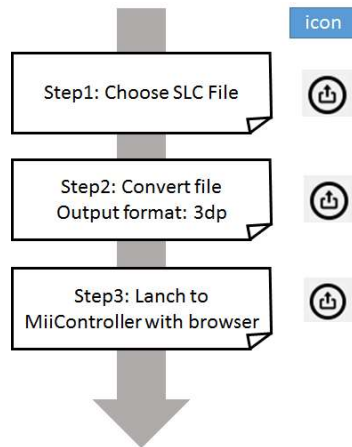 icon
Step1: Choose SLC File
Step2: Convert file
Output format: 3dp
Step3: Lanch to
MiiController with browser